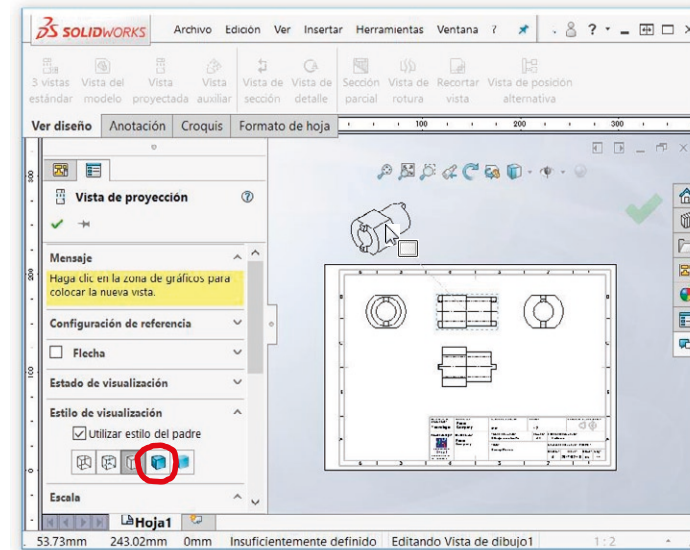 SOLIDWORKS Archivo Edición Ver Insertar Herramientas Ventana ?
3 vistas estándar
Vista del modelo
Vista proyectada
Vista auxiliar
Vista de sección
Vista de detalle
Sección parcial
Vista de rotura
Recortar vista
Vista de posición alternativa
Ver diseño Anotación Croquis Formato de hoja
100 200 300
Vista de proyección
Mensaje
Haga clic en la zona de gráficos para
colocar la nueva vista.
Configuración de referencia
Flecha
Estado de visualización
Estilo de visualización
Utilizar estilo del padre
Escala
Hoja1
53.73mm 243.02mm 0mm Insuficientemente definido Editando Vista de dibujo1 1:2